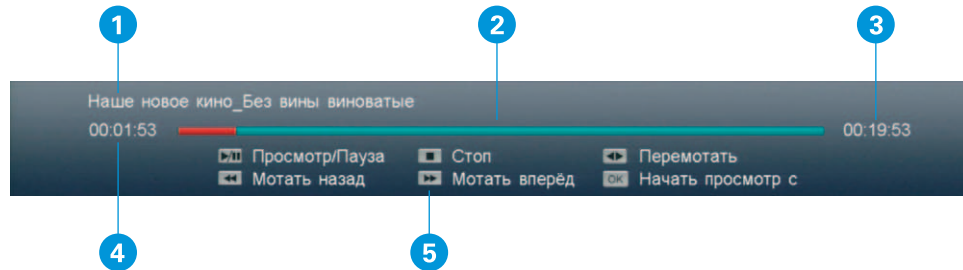 1 2 3
Наше новое кино_Без вины виноватые
00:01:53 00:19:53
Просмотр/Пауза Стоп Перемотать
Мотать назад Мотать вперёд OK Начать просмотр с
4 5